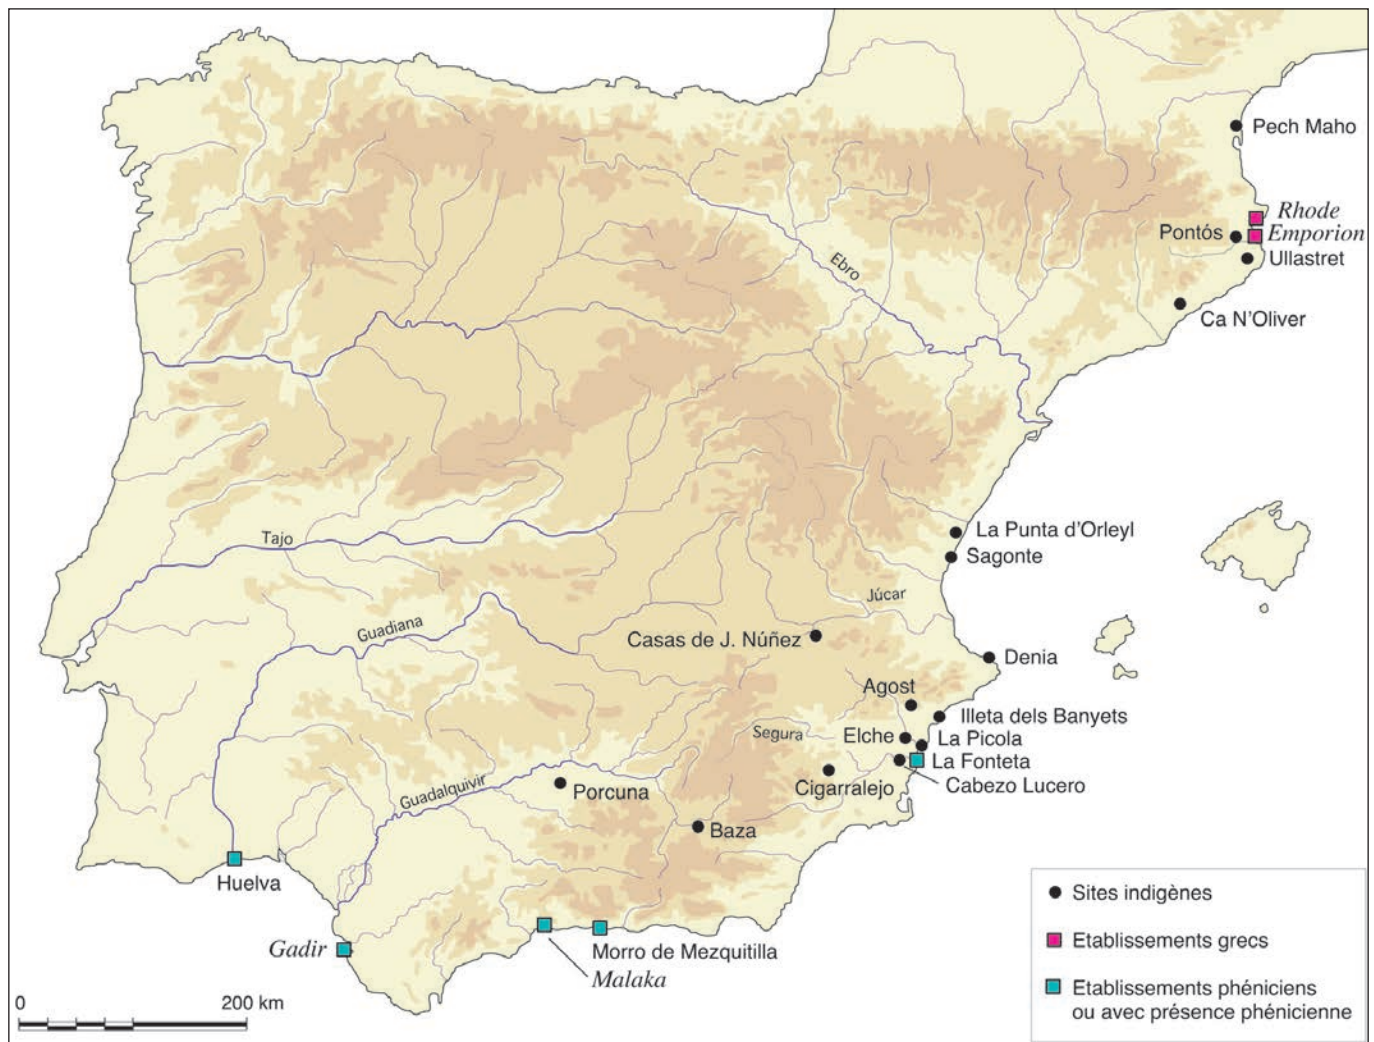 Pech Maho
Rhode
Pontós
Emporion
Ullastret
Ebro
Ca N'Oliver
Tajo
La Punta d'Orleyl
Sagonte
Júcar
Guadiana
Casas de J. Núñez
Denia
Agost
Illeta dels Banyets
Segura
Elche
La Picola
La Fonteta
Cigarralejo
Cabezo Lucero
Guadalquivir
Porcuna
Baza
Huelva
Gadir
Morro de Mezquitilla
Malaka
0 200 km
Sites indigènes
Etablissements grecs
Etablissements phéniciens
ou avec présence phénicienne